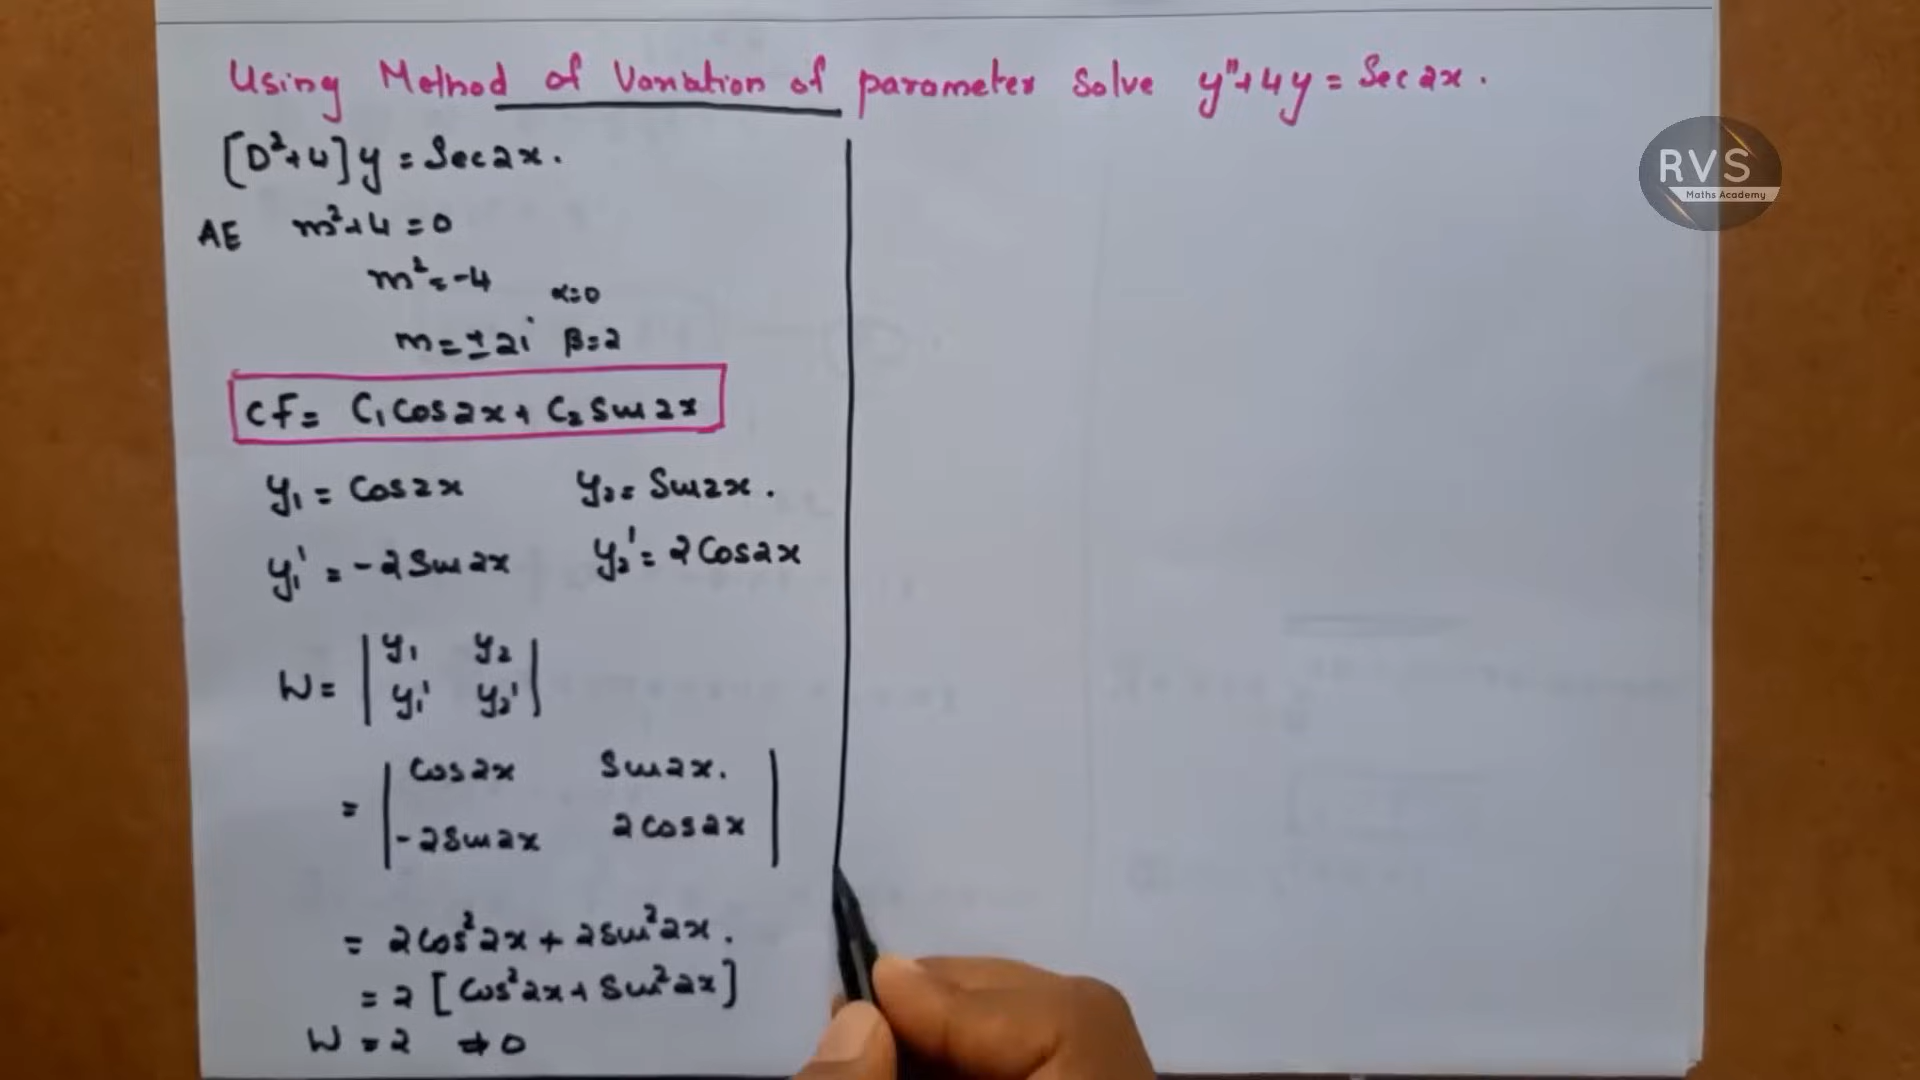 Using Method of Variation of parameter Solve y''+4y = Sec2x.
[D²+4]y = Sec2x.
AE m²+4=0
m²=-4
α=0
m=±2i β=2
CF= C₁Cos2x+C₂Sin2x
y₁=Cos2x y₂=Sin2x.
y₁'=-2Sin2x y₂'=2Cos2x
W= | y₁ y₂ |
| y₁' y₂' |
= | Cos2x Sin2x. |
| -2Sin2x 2Cos2x |
= 2Cos²2x+2Sin²2x.
= 2[Cos²2x+Sin²2x]
W=2 ≠0
RVS
Maths Academy